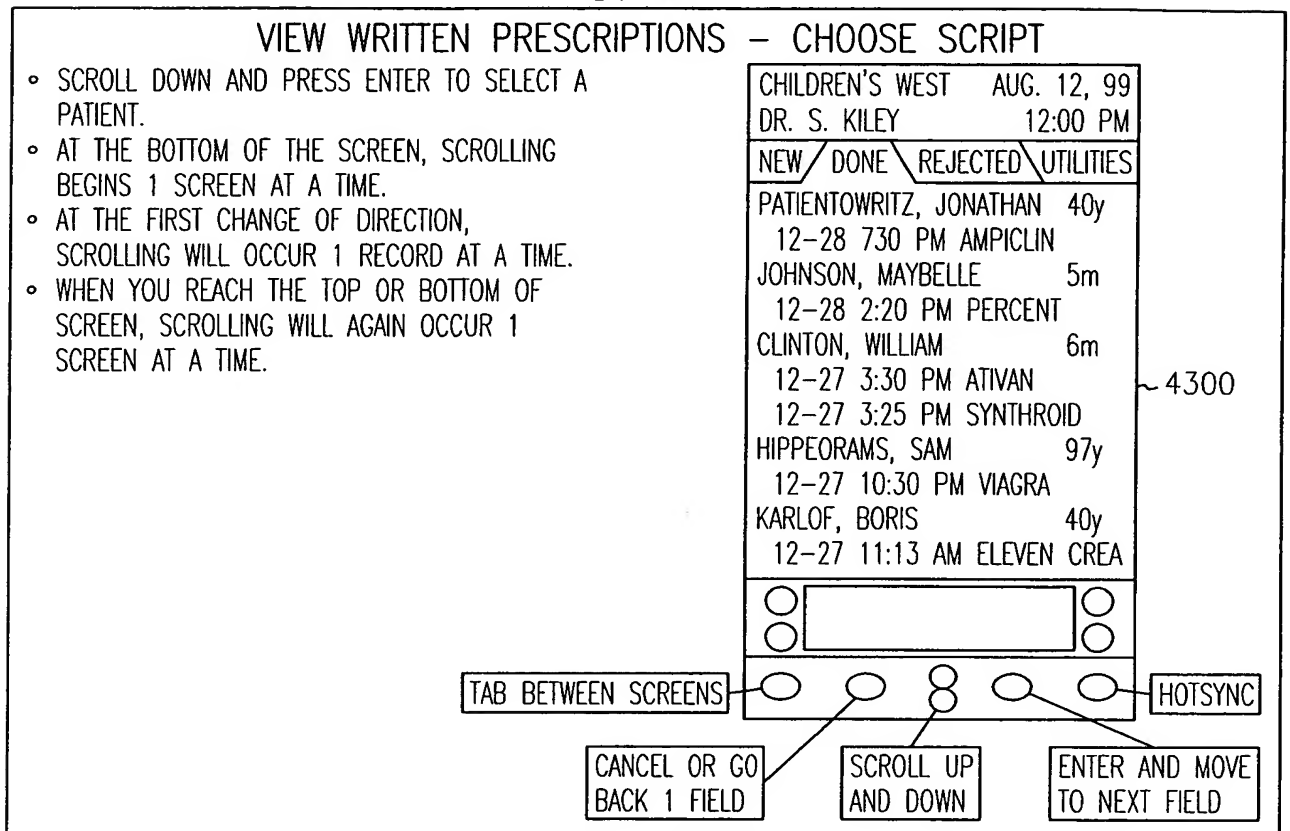 VIEW WRITTEN PRESCRIPTIONS – CHOOSE SCRIPT
∘ SCROLL DOWN AND PRESS ENTER TO SELECT A
PATIENT.
∘ AT THE BOTTOM OF THE SCREEN, SCROLLING
BEGINS 1 SCREEN AT A TIME.
∘ AT THE FIRST CHANGE OF DIRECTION,
SCROLLING WILL OCCUR 1 RECORD AT A TIME.
∘ WHEN YOU REACH THE TOP OR BOTTOM OF
SCREEN, SCROLLING WILL AGAIN OCCUR 1
SCREEN AT A TIME.
CHILDREN'S WEST AUG. 12, 99
DR. S. KILEY 12:00 PM
NEW DONE REJECTED UTILITIES
PATIENTOWRITZ, JONATHAN 40y
12–28 730 PM AMPICLIN
JOHNSON, MAYBELLE 5m
12–28 2:20 PM PERCENT
CLINTON, WILLIAM 6m
12–27 3:30 PM ATIVAN
12–27 3:25 PM SYNTHROID
HIPPEORAMS, SAM 97y
12–27 10:30 PM VIAGRA
KARLOF, BORIS 40y
12–27 11:13 AM ELEVEN CREA
4300
TAB BETWEEN SCREENS
HOTSYNC
CANCEL OR GO
BACK 1 FIELD
SCROLL UP
AND DOWN
ENTER AND MOVE
TO NEXT FIELD